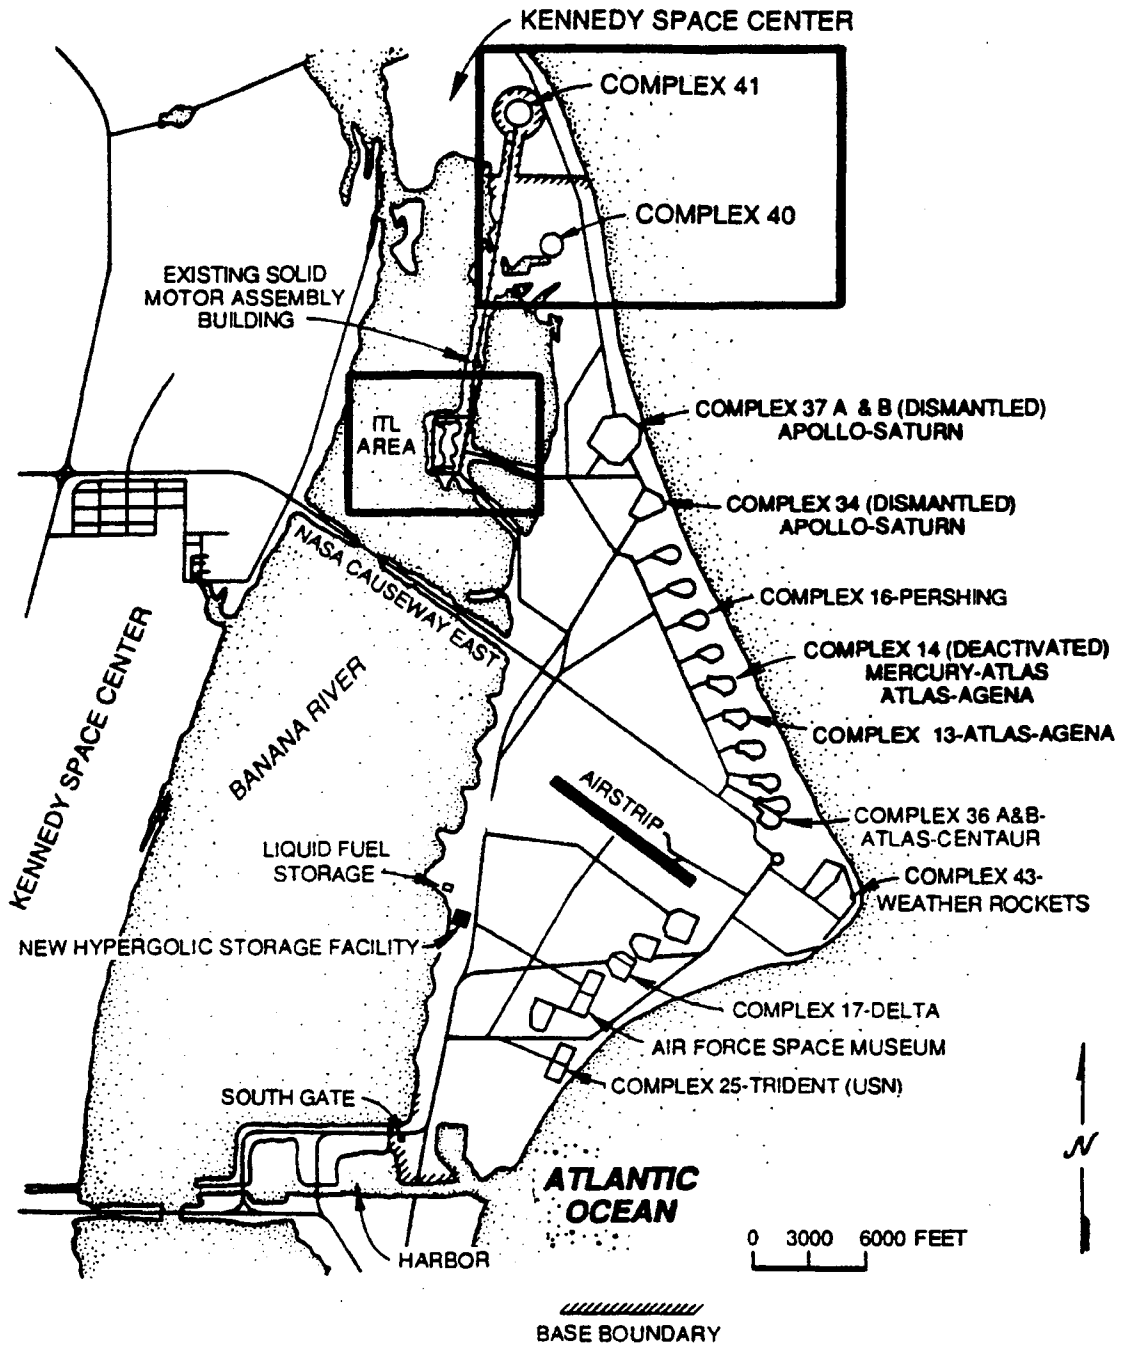 KENNEDY SPACE CENTER
COMPLEX 41
COMPLEX 40
EXISTING SOLID
MOTOR ASSEMBLY
BUILDING
ITL
AREA
COMPLEX 37 A & B (DISMANTLED)
APOLLO-SATURN
COMPLEX 34 (DISMANTLED)
APOLLO-SATURN
NASA CAUSEWAY EAST
COMPLEX 16-PERSHING
COMPLEX 14 (DEACTIVATED)
MERCURY-ATLAS
ATLAS-AGENA
COMPLEX 13-ATLAS-AGENA
KENNEDY SPACE CENTER
BANANA RIVER
AIRSTRIP
COMPLEX 36 A&B-
ATLAS-CENTAUR
LIQUID FUEL
STORAGE
COMPLEX 43-
WEATHER ROCKETS
NEW HYPERGOLIC STORAGE FACILITY
COMPLEX 17-DELTA
AIR FORCE SPACE MUSEUM
COMPLEX 25-TRIDENT (USN)
SOUTH GATE
N
ATLANTIC
OCEAN
HARBOR
0 3000 6000 FEET
BASE BOUNDARY